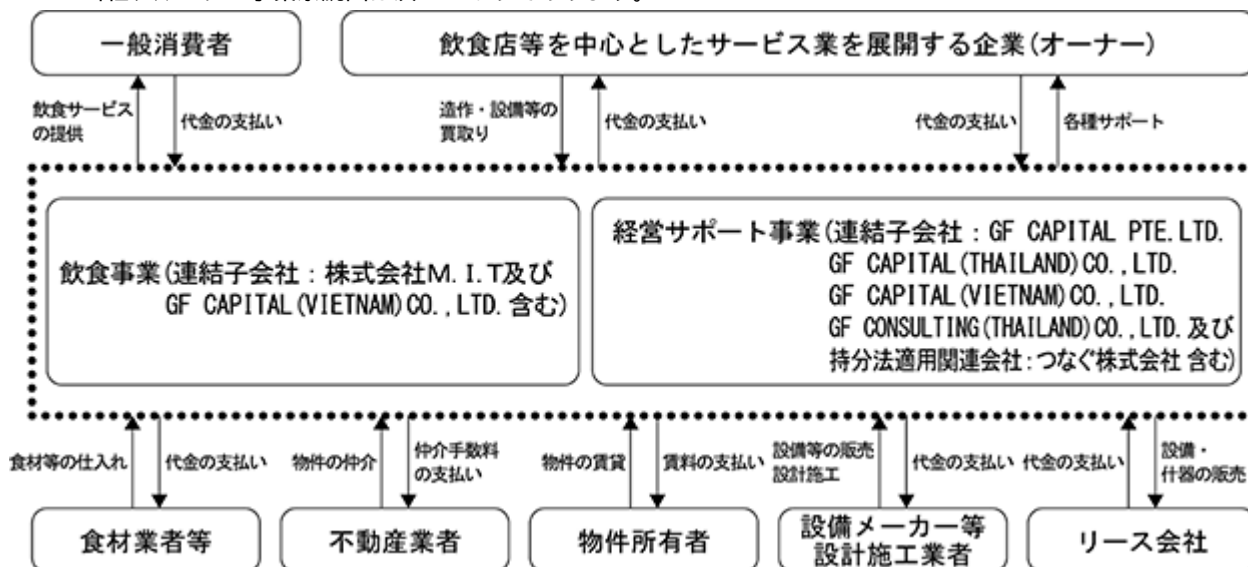 一般消費者
飲食店等を中心としたサービス業を展開する企業(オーナー)
飲食サービス
の提供
代金の支払い
造作・設備等の
買取り
代金の支払い
代金の支払い
各種サポート
飲食事業(連結子会社：株式会社M.I.T及び
GF CAPITAL(VIETNAM)CO.,LTD. 含む)
経営サポート事業(連結子会社：GF CAPITAL PTE.LTD.
GF CAPITAL(THAILAND)CO.,LTD.
GF CAPITAL(VIETNAM)CO.,LTD.
GF CONSULTING(THAILAND)CO.,LTD. 及び
持分法適用関連会社：つなぐ株式会社 含む)
食材等の仕入れ
代金の支払い
物件の仲介
仲介手数料
の支払い
物件の賃貸
賃料の支払い
設備等の販売
設計施工
代金の支払い
代金の支払い
設備・
什器の販売
食材業者等
不動産業者
物件所有者
設備メーカー等
設計施工業者
リース会社